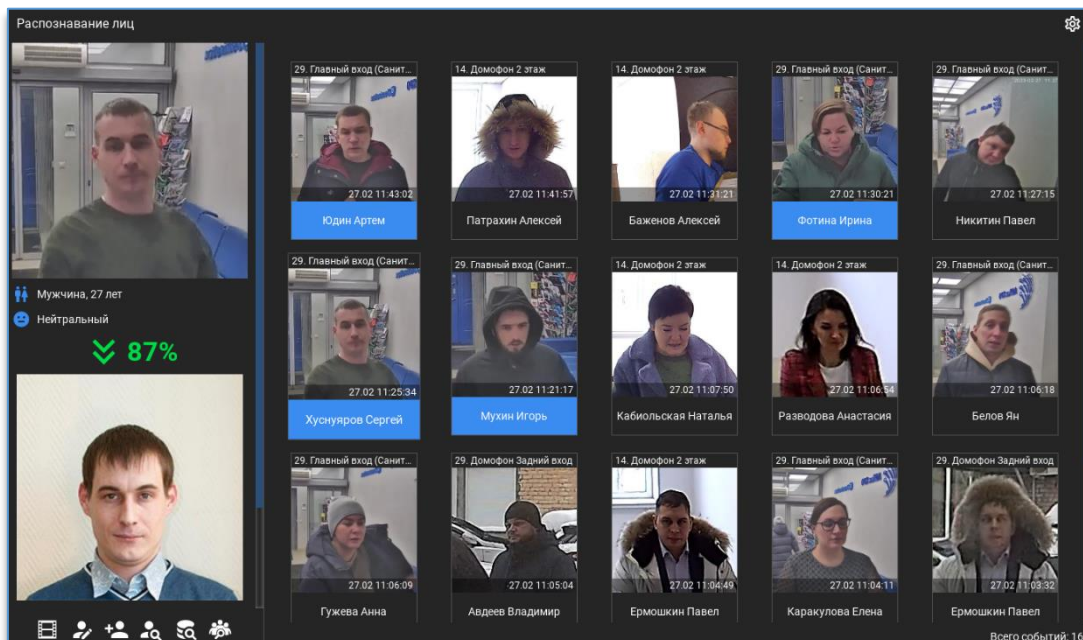 Распознавание лиц
Мужчина, 27 лет
Нейтральный
87%
29. Главный вход (Санит...
27.02 11:43:02
Юдин Артем
14. Домофон 2 этаж
27.02 11:41:57
Патрахин Алексей
14. Домофон 2 этаж
27.02 11:31:21
Баженов Алексей
29. Главный вход (Санит...
27.02 11:30:21
Фотина Ирина
29. Главный вход (Санит...
27.02 11:27:15
Никитин Павел
29. Главный вход (Санит...
27.02 11:25:34
Хуснуяров Сергей
29. Главный вход (Санит...
27.02 11:21:17
Мухин Игорь
14. Домофон 2 этаж
27.02 11:07:50
Кабиольская Наталья
14. Домофон 2 этаж
27.02 11:06:54
Разводова Анастасия
29. Главный вход (Санит...
27.02 11:06:18
Белов Ян
29. Главный вход (Санит...
27.02 11:06:09
Гужева Анна
29. Домофон Задний вход
27.02 11:05:04
Авдеев Владимир
14. Домофон 2 этаж
27.02 11:04:49
Ермошкин Павел
29. Главный вход (Санит...
27.02 11:04:11
Каракулова Елена
29. Домофон Задний вход
27.02 11:03:32
Ермошкин Павел
Всего событий: 16